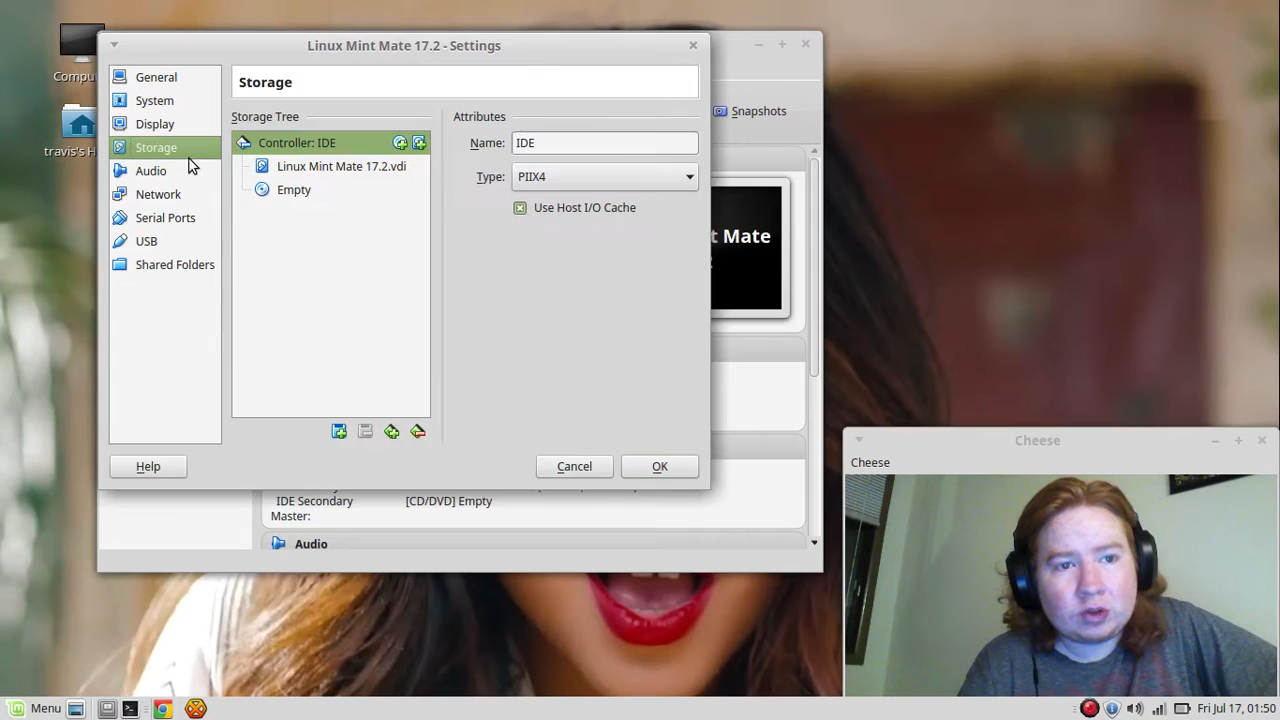 Linux Mint Mate 17.2 - Settings
General
System
Display
Storage
Audio
Network
Serial Ports
USB
Shared Folders
Storage
Storage Tree
Controller: IDE
Linux Mint Mate 17.2.vdi
Empty
Attributes
Name: IDE
Type: PIIX4
Use Host I/O Cache
Help
Cancel
OK
Snapshots
t Mate
IDE Secondary
Master:
[CD/DVD] Empty
Audio
Compu
travis's H
Cheese
Cheese
Menu
Fri Jul 17, 01:50